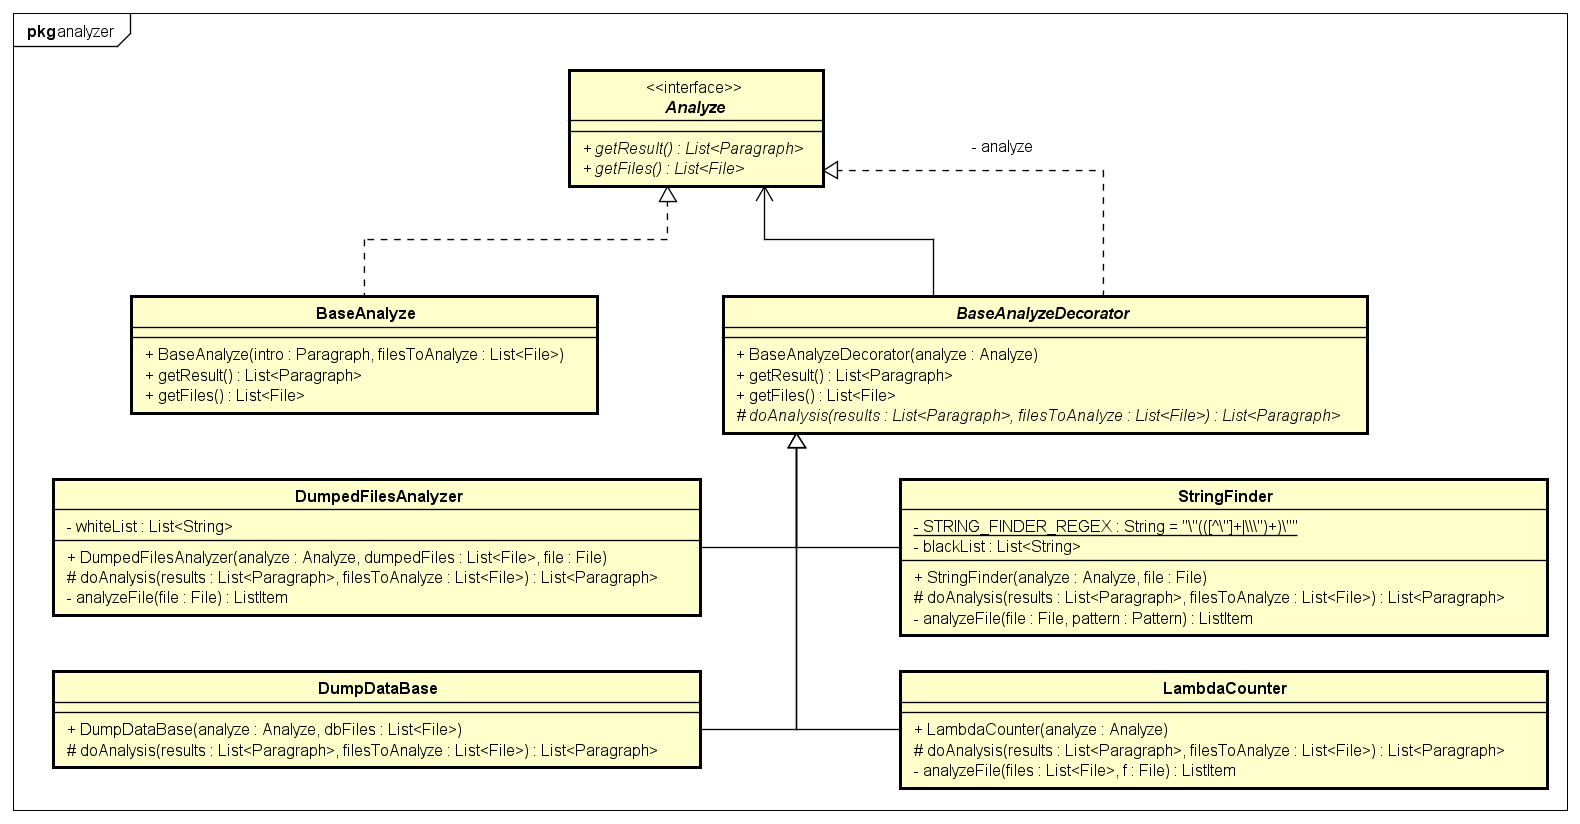 pkg analyzer
<<interface>>
Analyze
+ getResult() : List<Paragraph>
+ getFiles() : List<File>
- analyze
BaseAnalyze
+ BaseAnalyze(intro : Paragraph, filesToAnalyze : List<File>)
+ getResult() : List<Paragraph>
+ getFiles() : List<File>
BaseAnalyzeDecorator
+ BaseAnalyzeDecorator(analyze : Analyze)
+ getResult() : List<Paragraph>
+ getFiles() : List<File>
# doAnalysis(results : List<Paragraph>, filesToAnalyze : List<File>) : List<Paragraph>
DumpedFilesAnalyzer
- whiteList : List<String>
+ DumpedFilesAnalyzer(analyze : Analyze, dumpedFiles : List<File>, file : File)
# doAnalysis(results : List<Paragraph>, filesToAnalyze : List<File>) : List<Paragraph>
- analyzeFile(file : File) : ListItem
StringFinder
- STRING_FINDER_REGEX : String = "\"(([^\"]+|\\\")+)\""
- blackList : List<String>
+ StringFinder(analyze : Analyze, file : File)
# doAnalysis(results : List<Paragraph>, filesToAnalyze : List<File>) : List<Paragraph>
- analyzeFile(file : File, pattern : Pattern) : ListItem
DumpDataBase
+ DumpDataBase(analyze : Analyze, dbFiles : List<File>)
# doAnalysis(results : List<Paragraph>, filesToAnalyze : List<File>) : List<Paragraph>
LambdaCounter
+ LambdaCounter(analyze : Analyze)
# doAnalysis(results : List<Paragraph>, filesToAnalyze : List<File>) : List<Paragraph>
- analyzeFile(files : List<File>, f : File) : ListItem